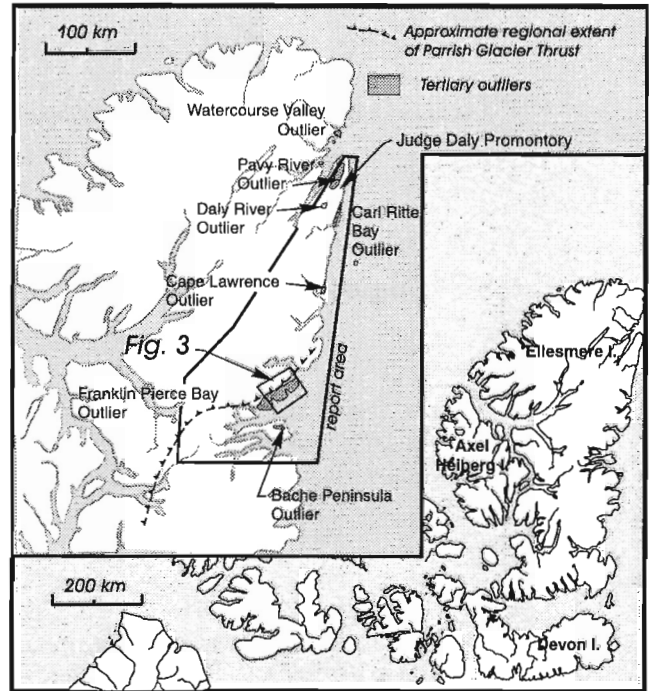 100 km
Approximate regional extent
of Parrish Glacier Thrust
Tertiary outliers
Watercourse Valley
Outlier
Judge Daly Promontory
Pavy River
Outlier
Daly River
Outlier
Carl Ritte
Bay
Outlier
Cape Lawrence
Outlier
Fig. 3
Franklin Pierce Bay
Outlier
report area
Bache Peninsula
Outlier
Ellesmere I.
Axel
Heiberg I.
200 km
Devon I.